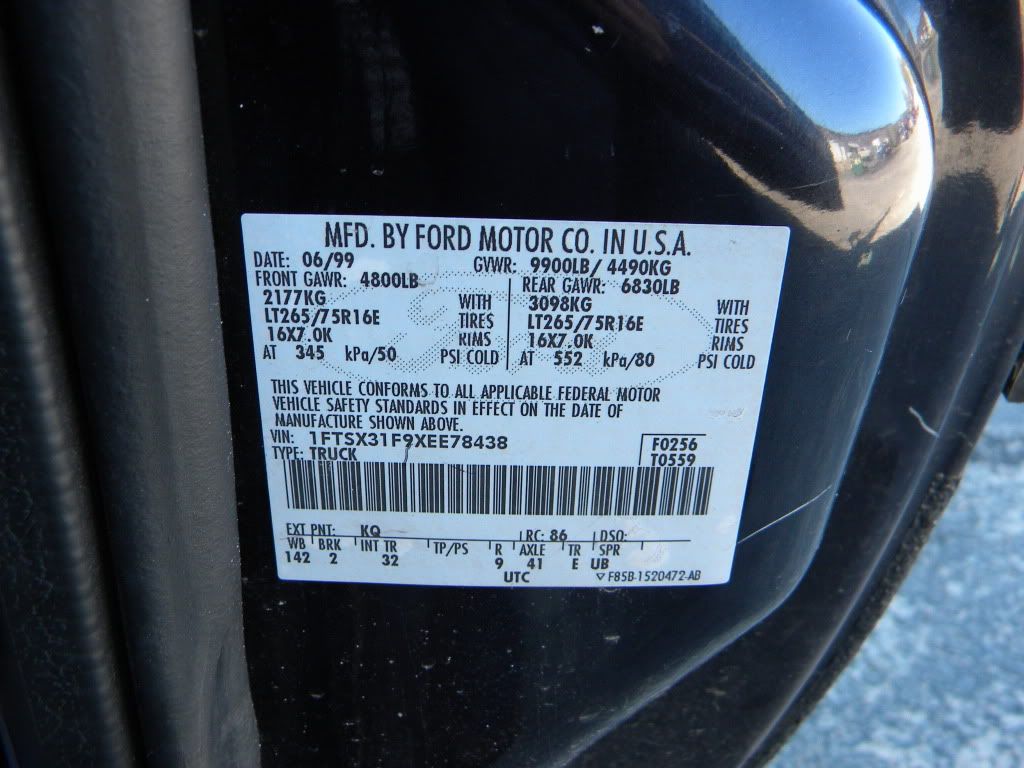 MFD. BY FORD MOTOR CO. IN U.S.A.
DATE: 06/99 GVWR: 9900LB/ 4490KG
FRONT GAWR: 4800LB REAR GAWR: 6830LB
2177KG WITH 3098KG WITH
LT265/75R16E TIRES LT265/75R16E TIRES
16X7.0K RIMS 16X7.0K RIMS
AT 345 kPa/50 PSI COLD AT 552 kPa/80 PSI COLD
THIS VEHICLE CONFORMS TO ALL APPLICABLE FEDERAL MOTOR
VEHICLE SAFETY STANDARDS IN EFFECT ON THE DATE OF
MANUFACTURE SHOWN ABOVE.
VIN: 1FTSX31F9XEE78438 F0256
TYPE: TRUCK T0559
EXT PNT: KQ RC: 86 DSO:
WB BRK INT TR TP/PS R AXLE TR SPR
142 2 32 9 41 E UB
UTC ▽ F85B-1520472-AB